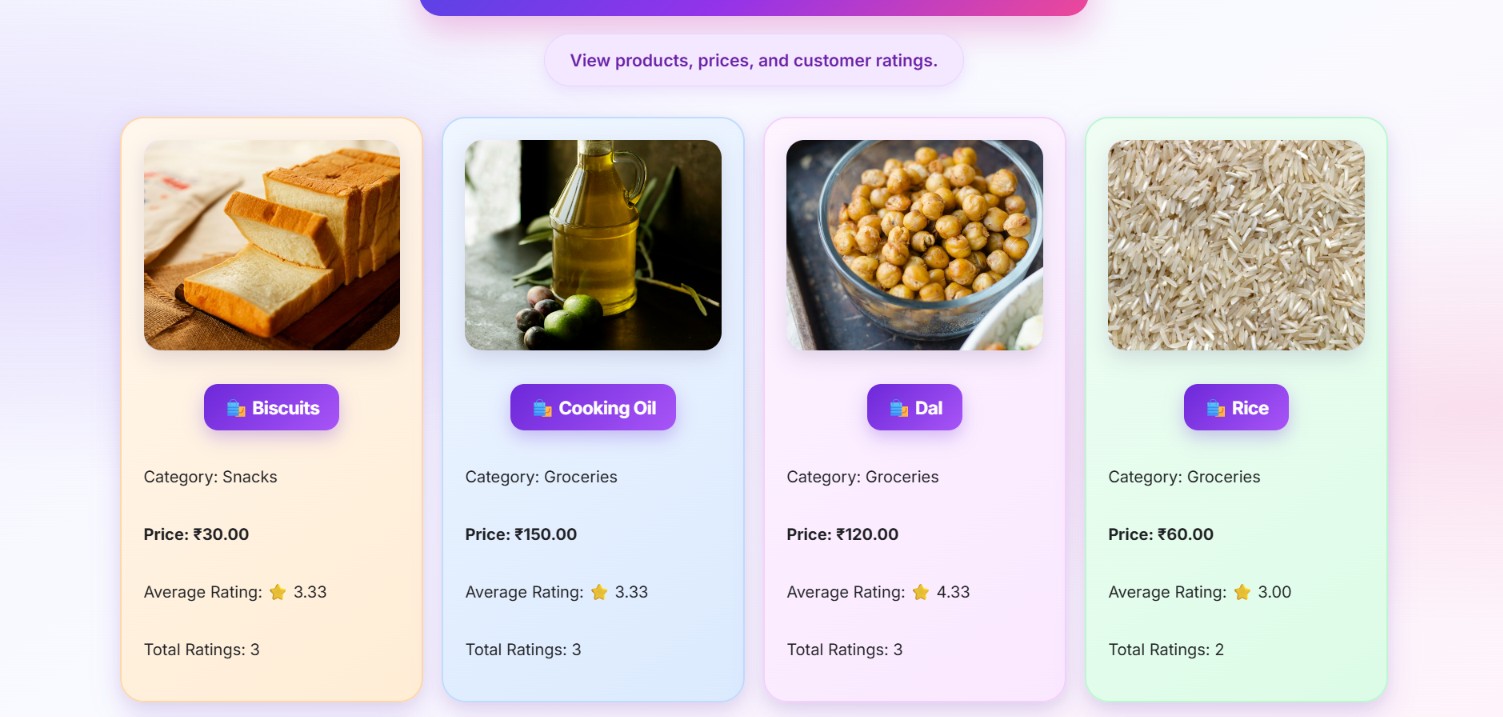 View products, prices, and customer ratings.
🛍️ Biscuits
Category: Snacks
Price: ₹30.00
Average Rating: ⭐ 3.33
Total Ratings: 3
🛍️ Cooking Oil
Category: Groceries
Price: ₹150.00
Average Rating: ⭐ 3.33
Total Ratings: 3
🛍️ Dal
Category: Groceries
Price: ₹120.00
Average Rating: ⭐ 4.33
Total Ratings: 3
🛍️ Rice
Category: Groceries
Price: ₹60.00
Average Rating: ⭐ 3.00
Total Ratings: 2